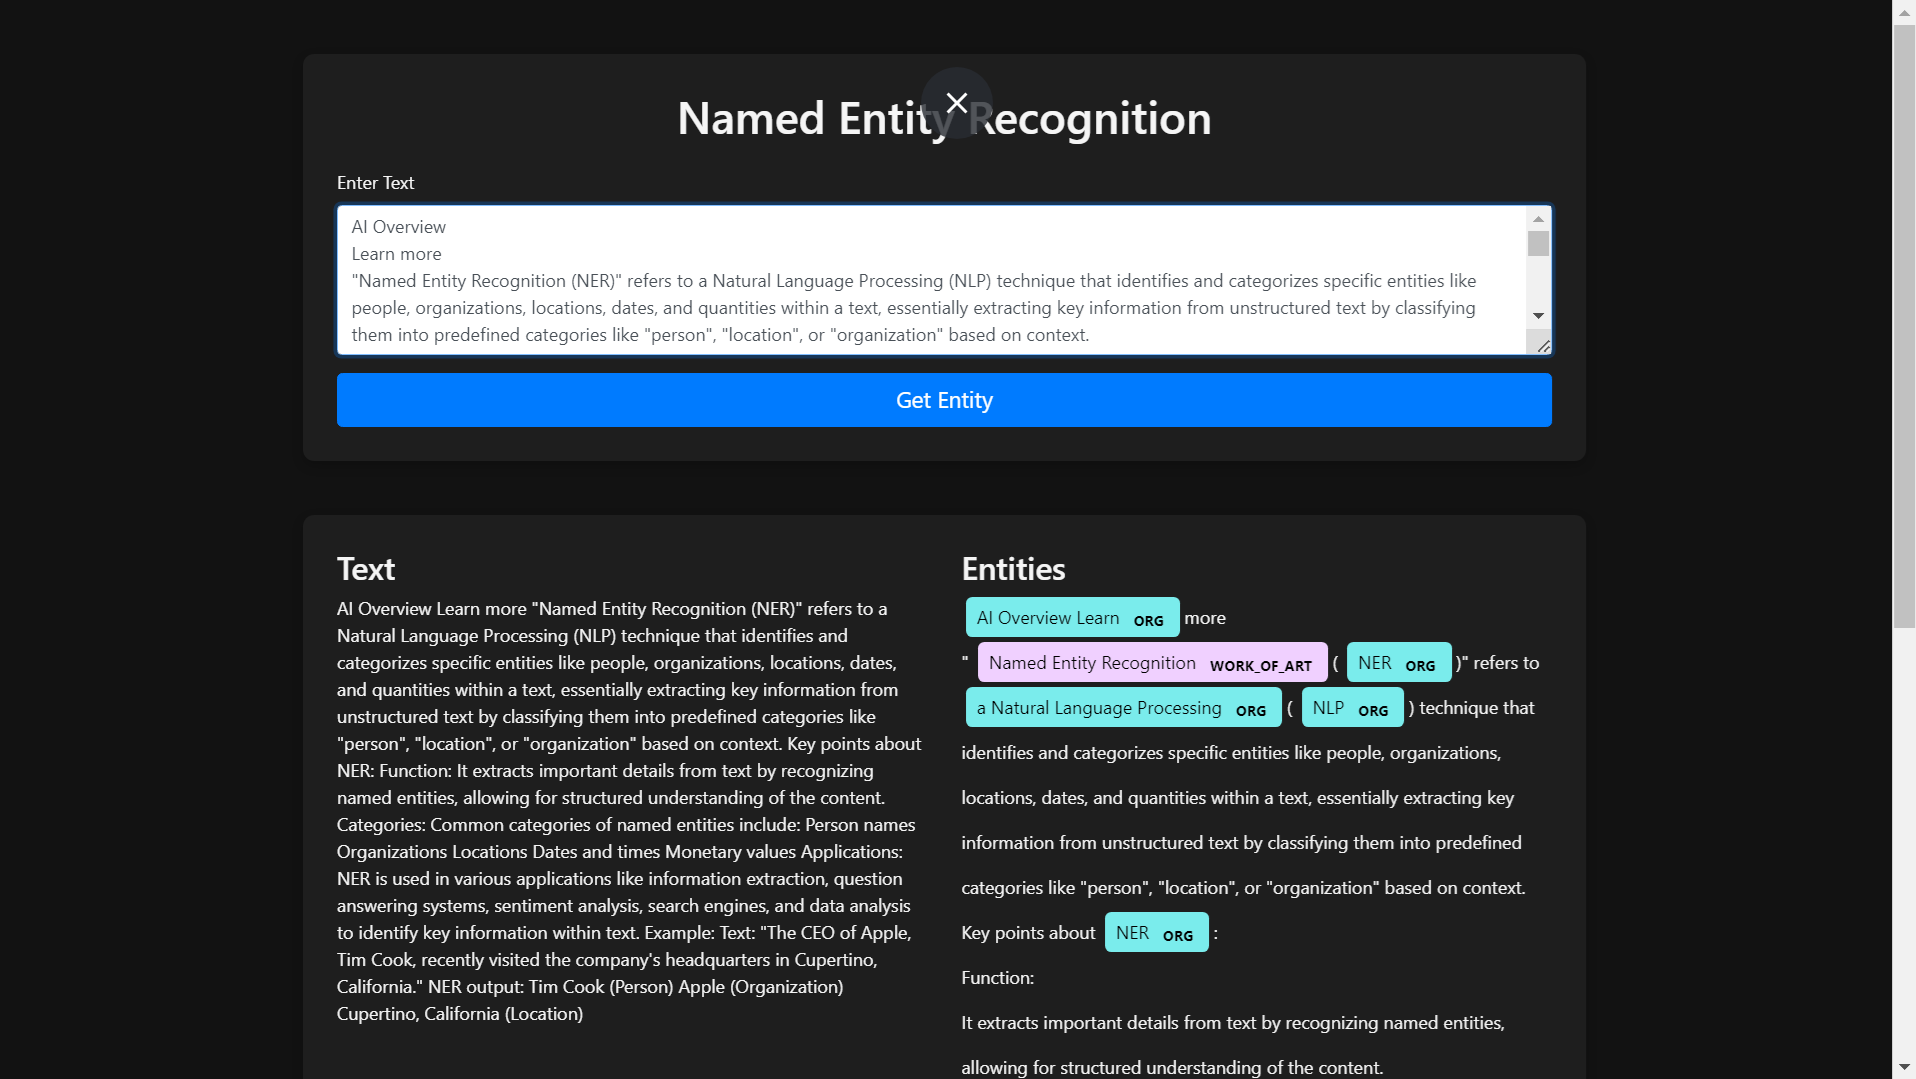 Named Entity Recognition
Enter Text
AI Overview
Learn more
"Named Entity Recognition (NER)" refers to a Natural Language Processing (NLP) technique that identifies and categorizes specific entities like
people, organizations, locations, dates, and quantities within a text, essentially extracting key information from unstructured text by classifying
them into predefined categories like "person", "location", or "organization" based on context.
Get Entity
Text
AI Overview Learn more "Named Entity Recognition (NER)" refers to a
Natural Language Processing (NLP) technique that identifies and
categorizes specific entities like people, organizations, locations, dates,
and quantities within a text, essentially extracting key information from
unstructured text by classifying them into predefined categories like
"person", "location", or "organization" based on context. Key points about
NER: Function: It extracts important details from text by recognizing
named entities, allowing for structured understanding of the content.
Categories: Common categories of named entities include: Person names
Organizations Locations Dates and times Monetary values Applications:
NER is used in various applications like information extraction, question
answering systems, sentiment analysis, search engines, and data analysis
to identify key information within text. Example: Text: "The CEO of Apple,
Tim Cook, recently visited the company's headquarters in Cupertino,
California." NER output: Tim Cook (Person) Apple (Organization)
Cupertino, California (Location)
Entities
AI Overview Learn ORG more
" Named Entity Recognition WORK_OF_ART ( NER ORG )" refers to
a Natural Language Processing ORG ( NLP ORG ) technique that
identifies and categorizes specific entities like people, organizations,
locations, dates, and quantities within a text, essentially extracting key
information from unstructured text by classifying them into predefined
categories like "person", "location", or "organization" based on context.
Key points about NER ORG :
Function:
It extracts important details from text by recognizing named entities,
allowing for structured understanding of the content.